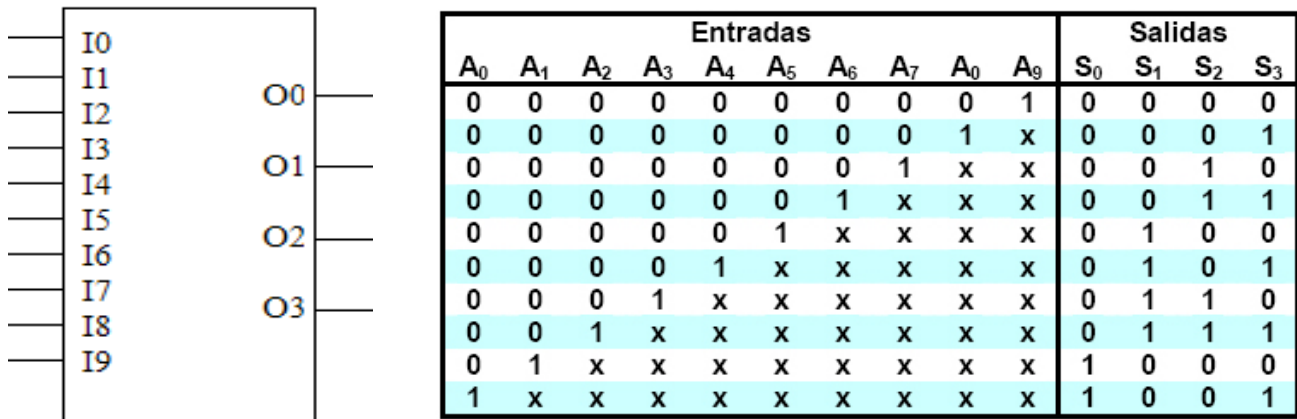 I0
I1
I2
I3
I4
I5
I6
I7
I8
I9
O0
O1
O2
O3
Entradas Salidas
A₀ A₁ A₂ A₃ A₄ A₅ A₆ A₇ A₀ A₉ S₀ S₁ S₂ S₃
0 0 0 0 0 0 0 0 0 1 0 0 0 0
0 0 0 0 0 0 0 0 1 x 0 0 0 1
0 0 0 0 0 0 0 1 x x 0 0 1 0
0 0 0 0 0 0 1 x x x 0 0 1 1
0 0 0 0 0 1 x x x x 0 1 0 0
0 0 0 0 1 x x x x x 0 1 0 1
0 0 0 1 x x x x x x 0 1 1 0
0 0 1 x x x x x x x 0 1 1 1
0 1 x x x x x x x x 1 0 0 0
1 x x x x x x x x x 1 0 0 1